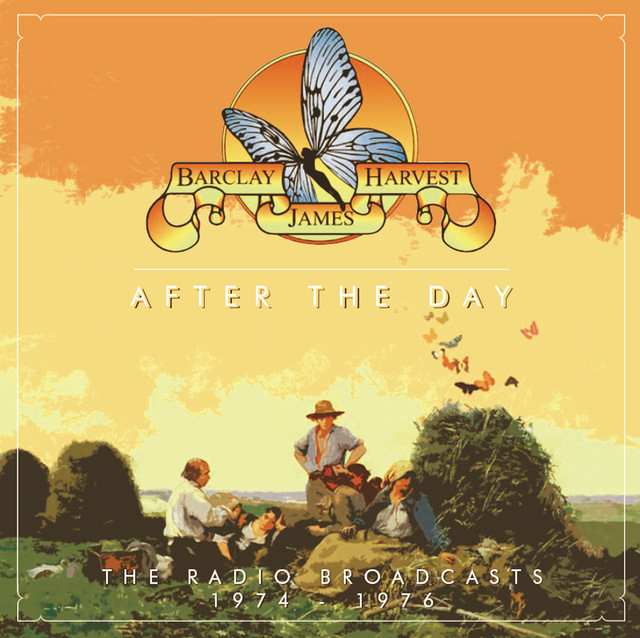 BARCLAY JAMES HARVEST
AFTER THE DAY
THE RADIO BROADCASTS
1974 - 1976